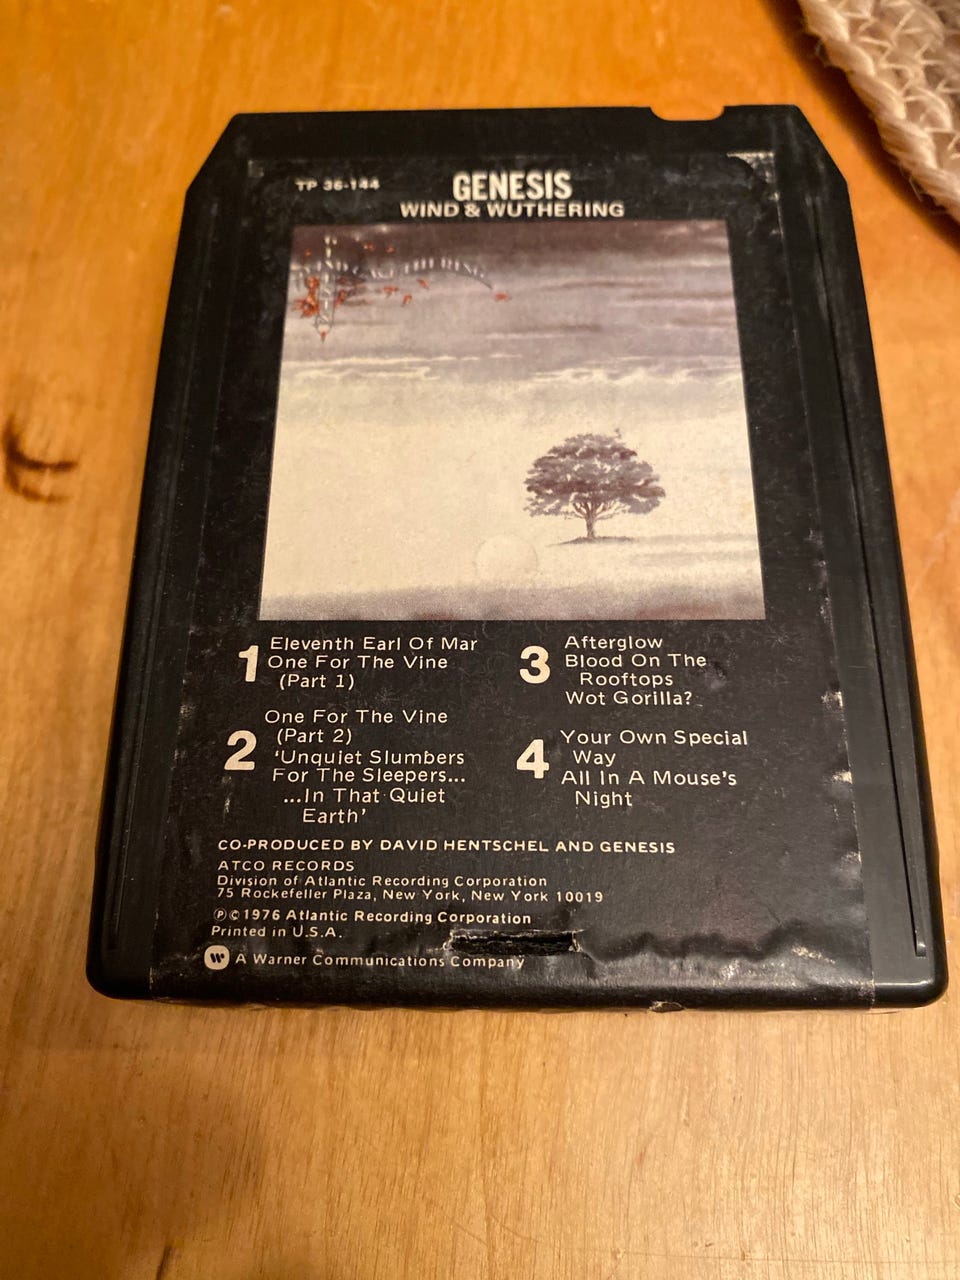 TP 36-144
GENESIS
WIND & WUTHERING
1
Eleventh Earl Of Mar
One For The Vine
(Part 1)
2
One For The Vine
(Part 2)
'Unquiet Slumbers
For The Sleepers...
...In That Quiet
Earth'
3
Afterglow
Blood On The
Rooftops
Wot Gorilla?
4
Your Own Special
Way
All In A Mouse's
Night
CO-PRODUCED BY DAVID HENTSCHEL AND GENESIS
ATCO RECORDS
Division of Atlantic Recording Corporation
75 Rockefeller Plaza, New York, New York 10019
℗©1976 Atlantic Recording Corporation
Printed in U.S.A.
A Warner Communications Company